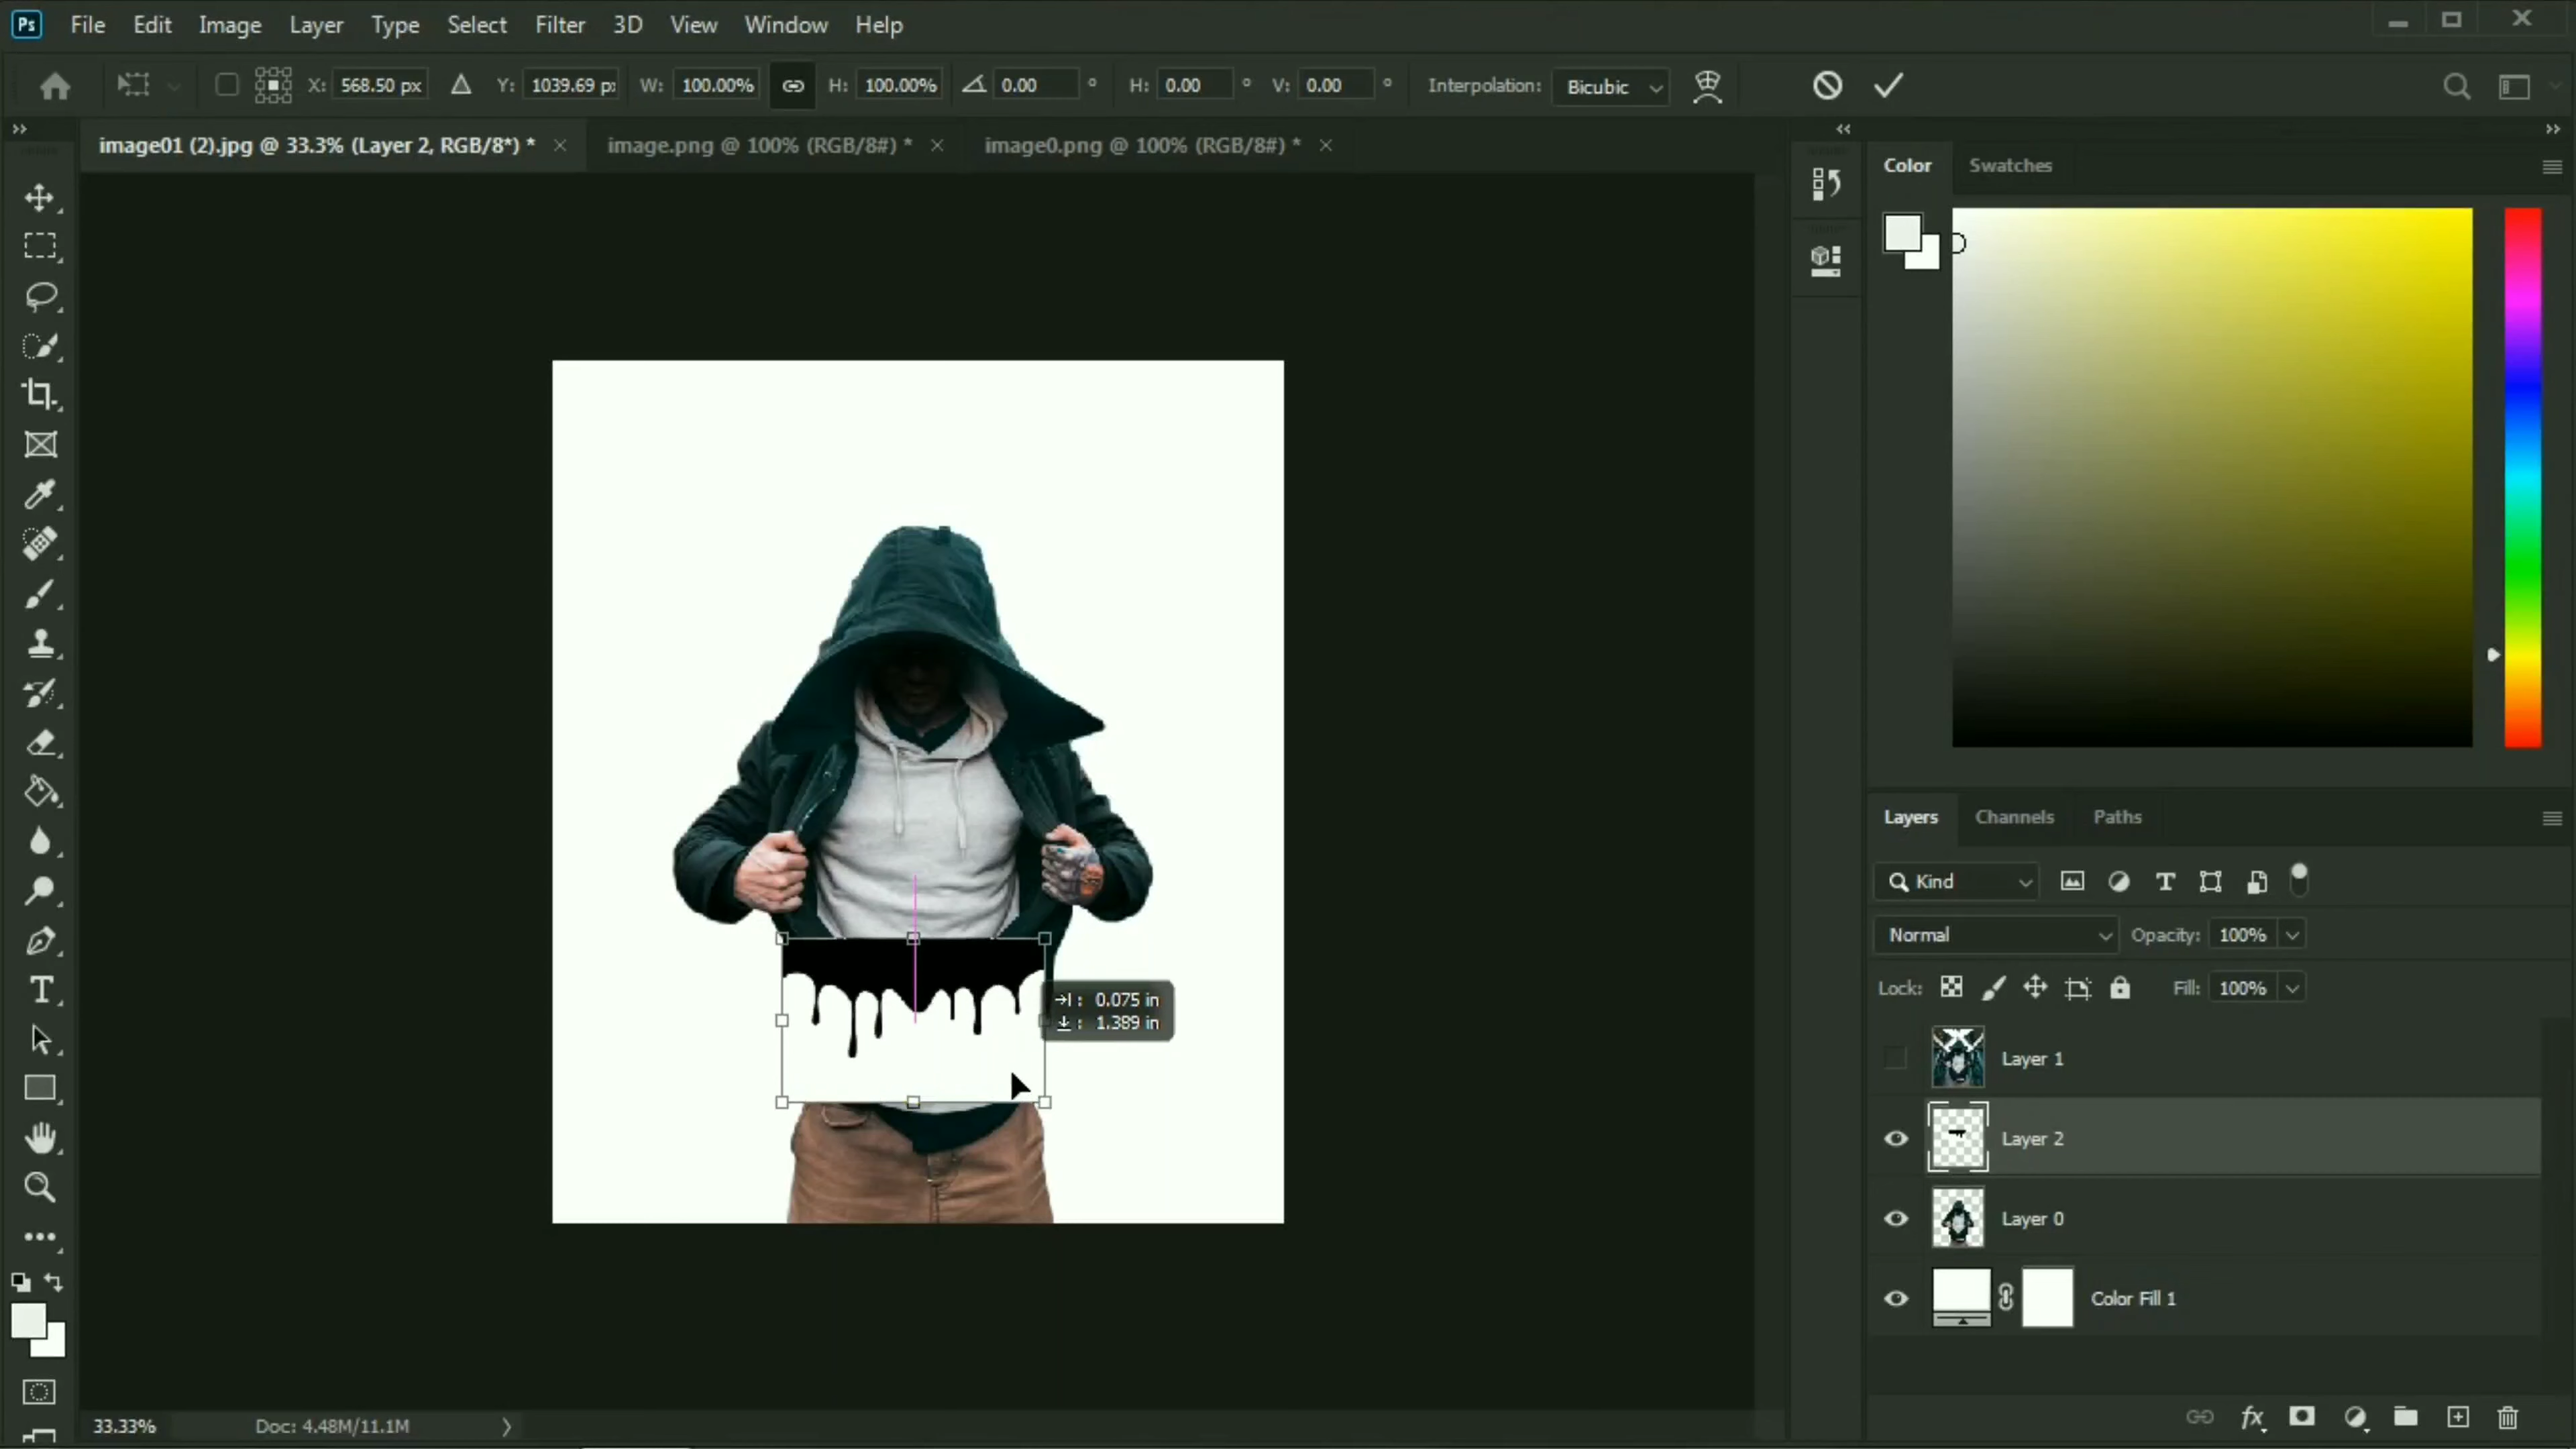 Ps File Edit Image Layer Type Select Filter 3D View Window Help
X: 568.50 px Y: 1039.69 p W: 100.00% H: 100.00% 0.00 ° H: 0.00 ° V: 0.00 ° Interpolation: Bicubic
image01 (2).jpg @ 33.3% (Layer 2, RGB/8*) * × image.png @ 100% (RGB/8#) * × image0.png @ 100% (RGB/8#) * ×
Color Swatches
0.075 in
1.389 in
Layers Channels Paths
Kind
Normal Opacity: 100%
Lock: Fill: 100%
Layer 1
Layer 2
Layer 0
Color Fill 1
33.33% Doc: 4.48M/11.1M